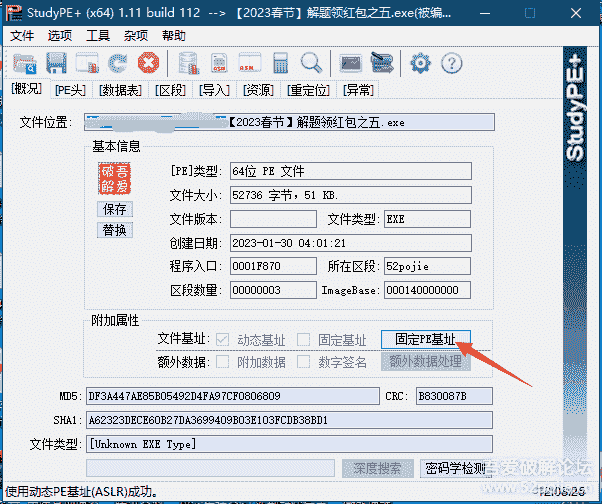 StudyPE+ (x64) 1.11 build 112 --> 【2023春节】解题领红包之五.exe(被编...
文件 选项 工具 杂项 帮助
[概况] [PE头] [数据表] [区段] [导入] [资源] [重定位] [异常]
文件位置: 【2023春节】解题领红包之五.exe
StudyPE+
基本信息
吾爱破解
[PE]类型: 64位 PE 文件
文件大小: 52736 字节，51 KB.
保存
文件版本: 文件类型: EXE
替换
创建日期: 2023-01-30 04:01:21
程序入口: 0001F870 所在区段: 52pojie
区段数量: 00000003 ImageBase: 000140000000
附加属性
文件基址: 动态基址 固定基址 固定PE基址
额外数据: 附加数据 数字签名 额外数据处理
MD5: DF3A447AE85B05492D4FA97CF0806809 CRC: B830087B
SHA1: A62323DECE60B27DA3699409B03E103FCDB38BD1
文件类型: [Unknown EXE Type]
深度搜索 密码学检测
使用动态PE基址(ASLR)成功。 12:08:26
吾爱破解论坛